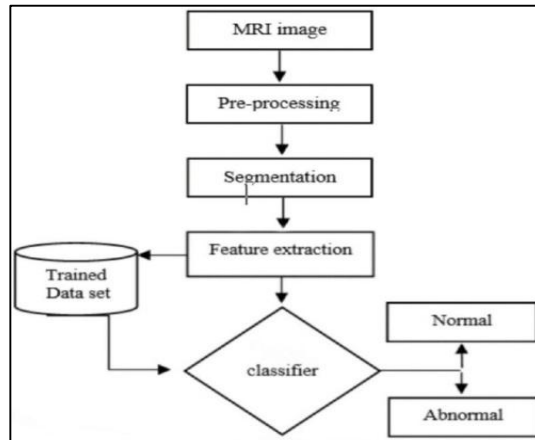 MRI image
Pre-processing
Segmentation
Feature extraction
Trained
Data set
classifier
Normal
Abnormal